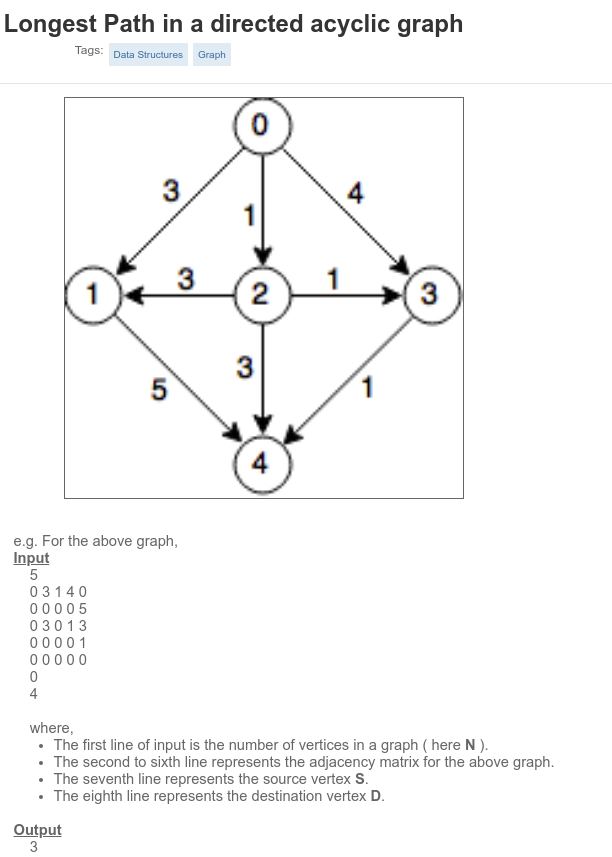 Longest Path in a directed acyclic graph
Tags: Data Structures Graph
0
3 1 4
1 3 2 1 3
5 3 1
4
e.g. For the above graph,
Input
5
0 3 1 4 0
0 0 0 0 5
0 3 0 1 3
0 0 0 0 1
0 0 0 0 0
0
4
where,
• The first line of input is the number of vertices in a graph ( here N ).
• The second to sixth line represents the adjacency matrix for the above graph.
• The seventh line represents the source vertex S.
• The eighth line represents the destination vertex D.
Output
3